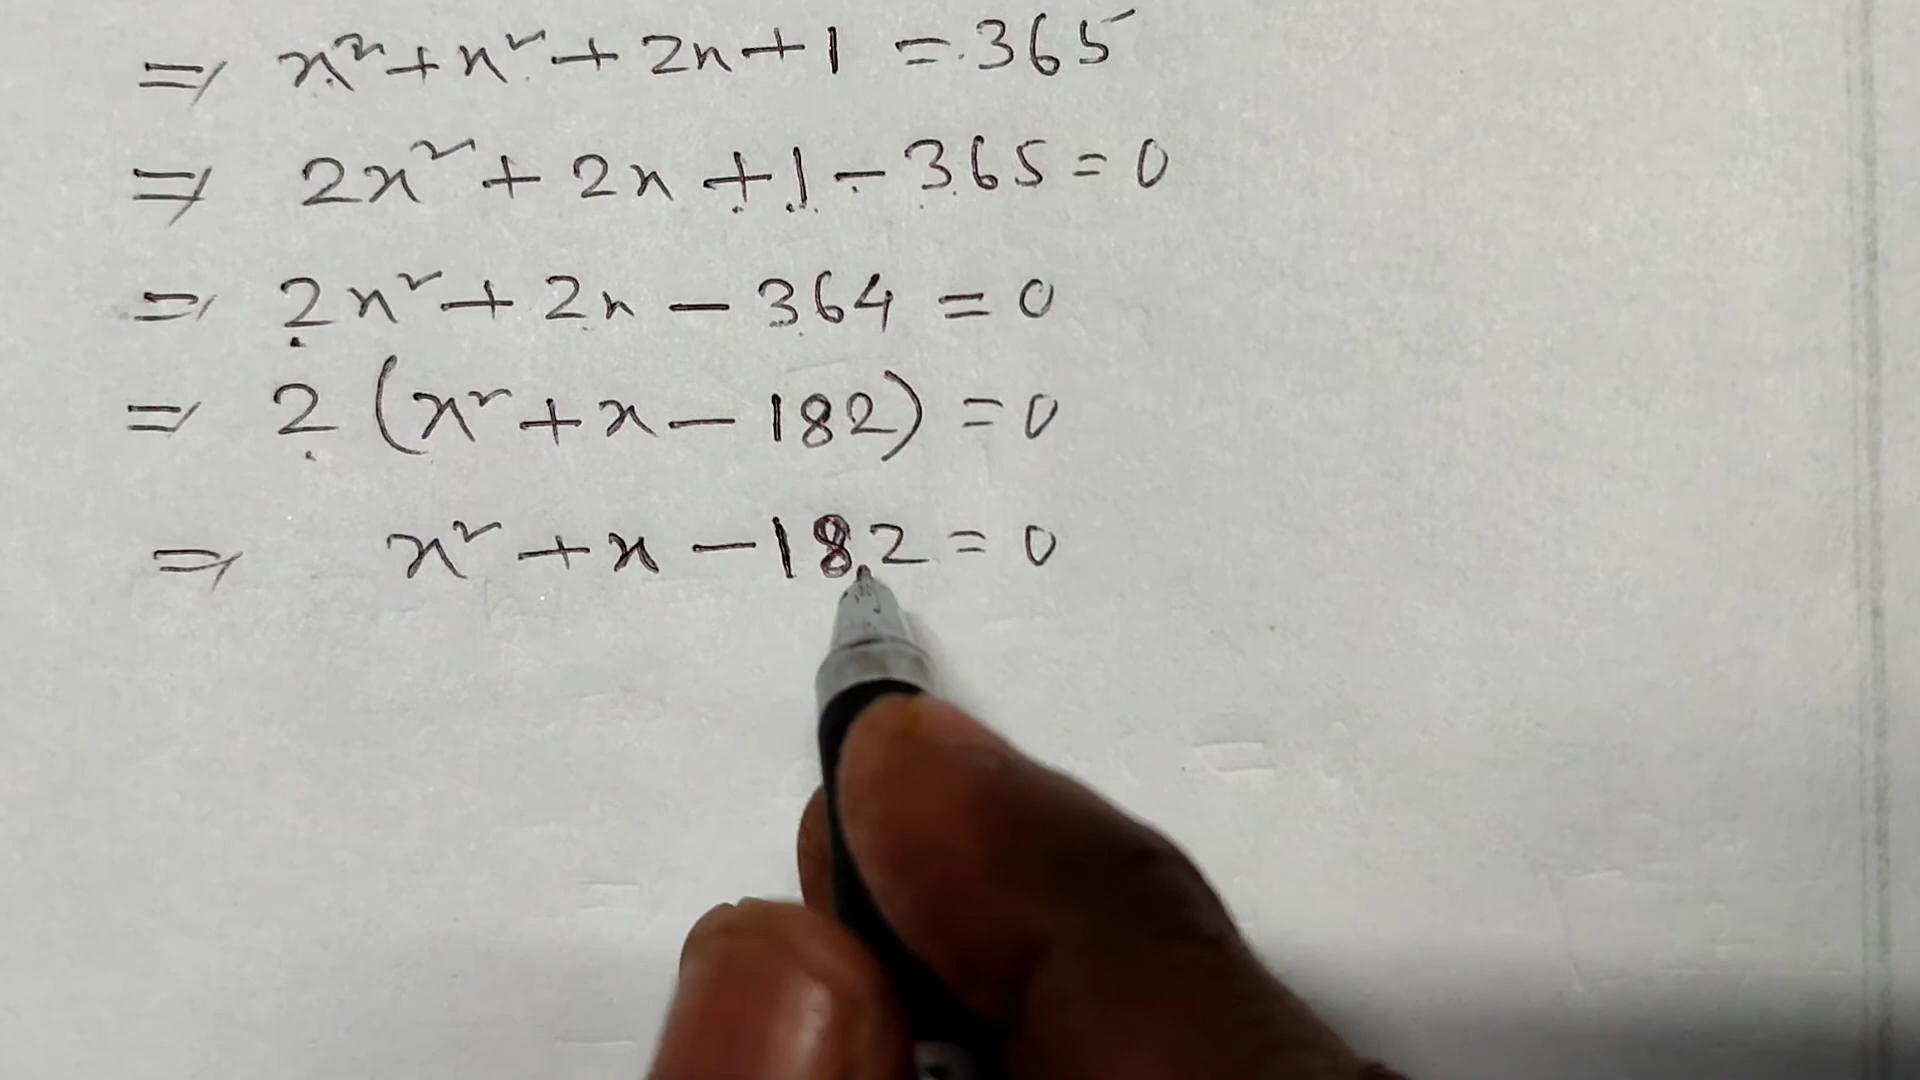 ⇒ x² + x² + 2x + 1 = 365
⇒ 2x² + 2x + 1 - 365 = 0
⇒ 2x² + 2x - 364 = 0
⇒ 2 (x² + x - 182) = 0
⇒ x² + x - 182 = 0